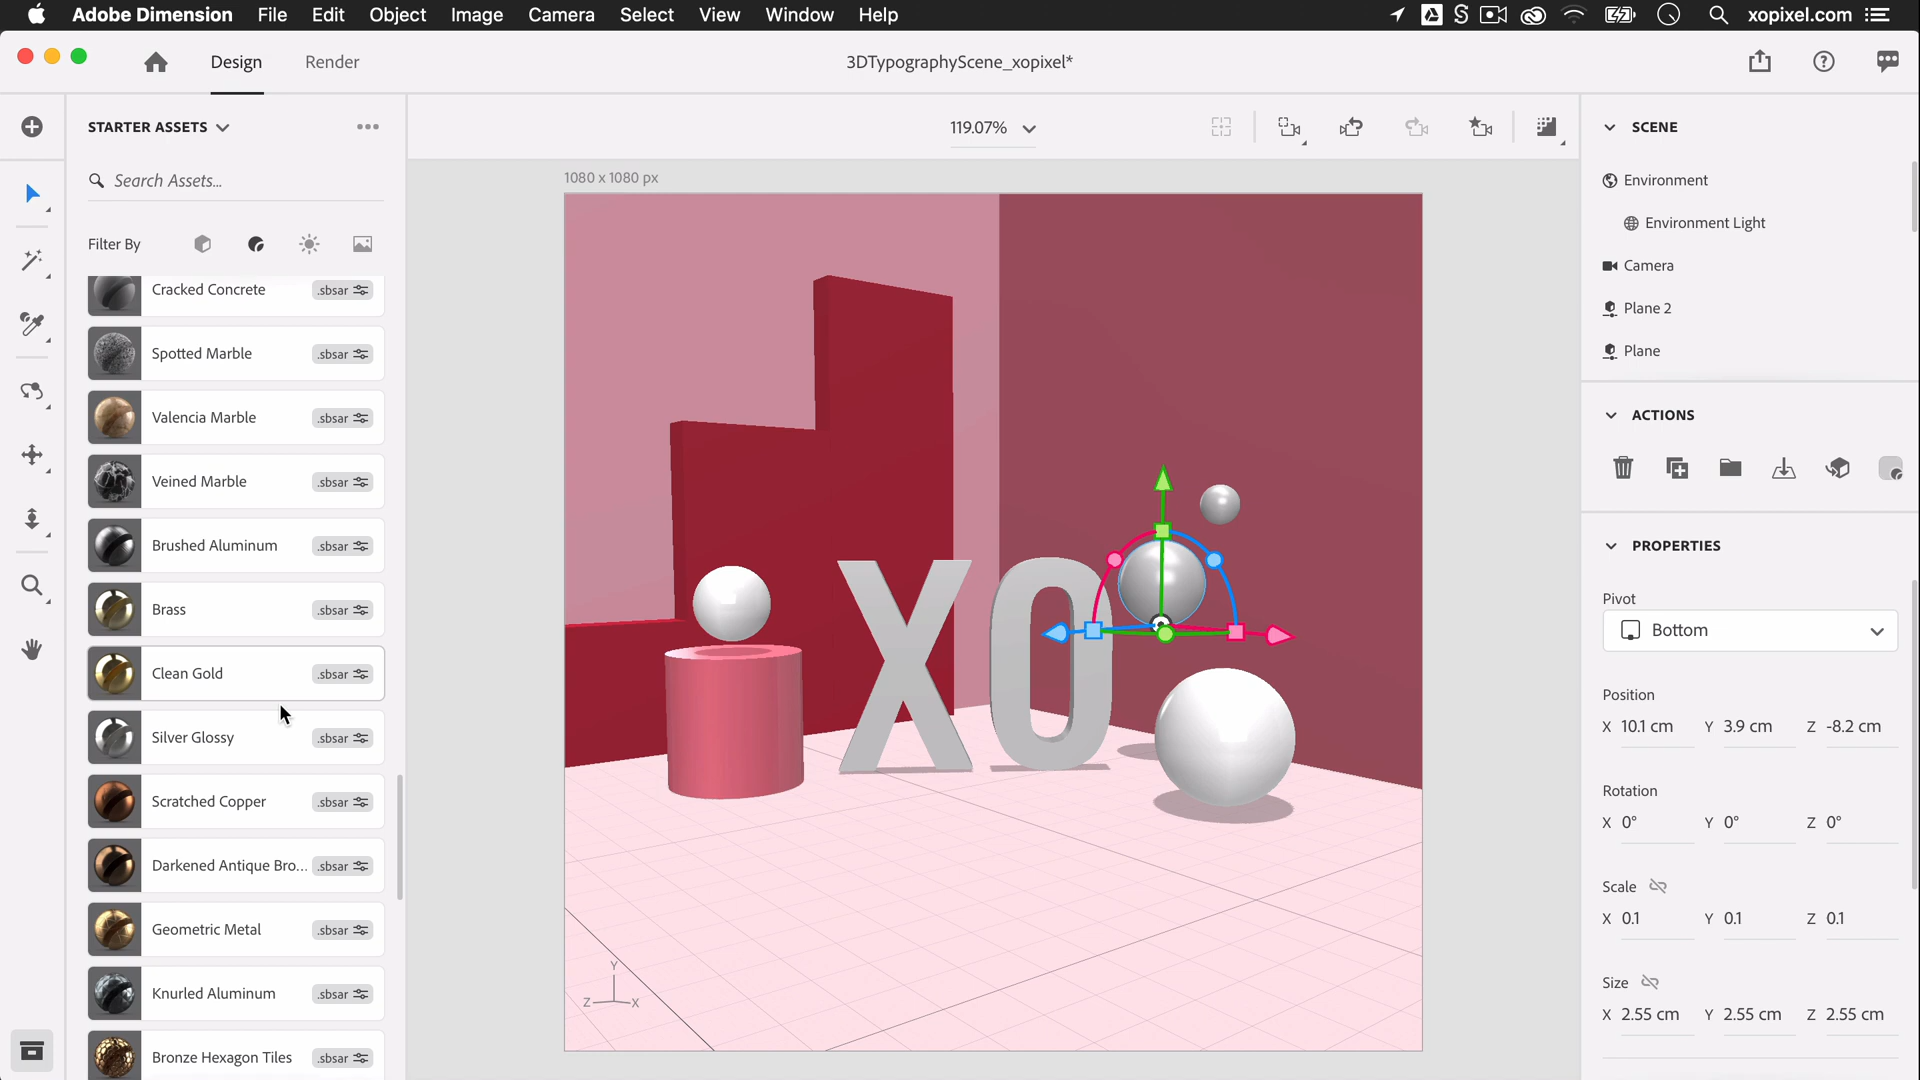 Adobe Dimension File Edit Object Image Camera Select View Window Help xopixel.com
Design Render 3DTypographyScene_xopixel*
STARTER ASSETS
Search Assets...
Filter By
Cracked Concrete .sbsar
Spotted Marble .sbsar
Valencia Marble .sbsar
Veined Marble .sbsar
Brushed Aluminum .sbsar
Brass .sbsar
Clean Gold .sbsar
Silver Glossy .sbsar
Scratched Copper .sbsar
Darkened Antique Bro... .sbsar
Geometric Metal .sbsar
Knurled Aluminum .sbsar
Bronze Hexagon Tiles .sbsar
119.07%
1080 x 1080 px
XO
Y
Z X
SCENE
Environment
Environment Light
Camera
Plane 2
Plane
ACTIONS
PROPERTIES
Pivot
Bottom
Position
X 10.1 cm Y 3.9 cm Z -8.2 cm
Rotation
X 0° Y 0° Z 0°
Scale
X 0.1 Y 0.1 Z 0.1
Size
X 2.55 cm Y 2.55 cm Z 2.55 cm